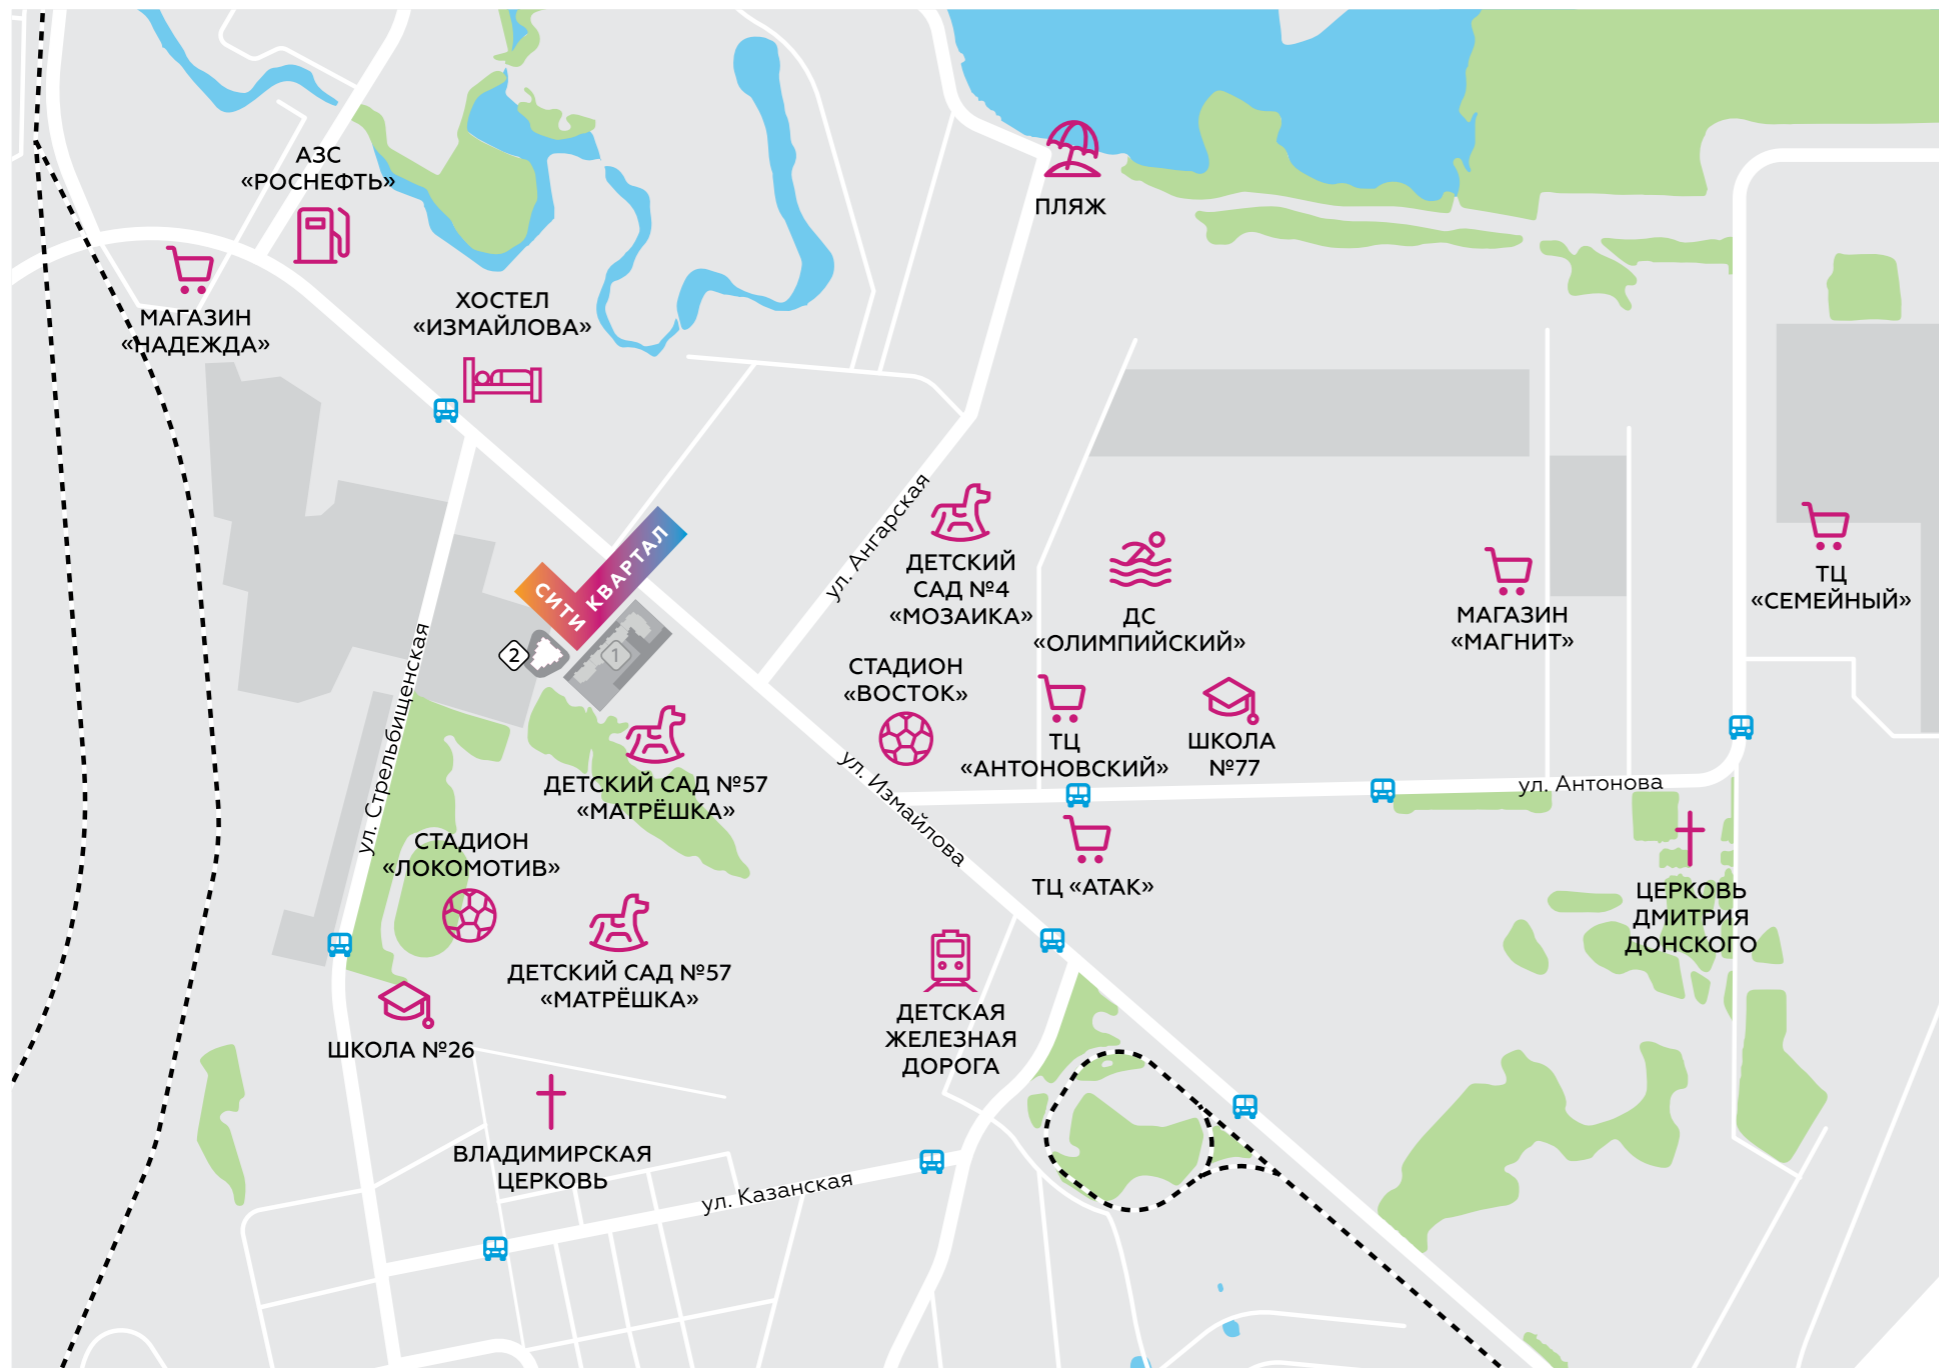 АЗС
«РОСНЕФТЬ»
ПЛЯЖ
МАГАЗИН
«НАДЕЖДА»
ХОСТЕЛ
«ИЗМАЙЛОВА»
СИТИ
КВАРТАЛ
2
1
ул. Ангарская
ДЕТСКИЙ
САД №4
«МОЗАИКА»
ДС
«ОЛИМПИЙСКИЙ»
МАГАЗИН
«МАГНИТ»
ТЦ
«СЕМЕЙНЫЙ»
СТАДИОН
«ВОСТОК»
ТЦ
«АНТОНОВСКИЙ»
ШКОЛА
№77
ул. Стрельбищенская
ДЕТСКИЙ САД №57
«МАТРЁШКА»
ул. Измайлова
ул. Антонова
СТАДИОН
«ЛОКОМОТИВ»
ТЦ «АТАК»
ЦЕРКОВЬ
ДМИТРИЯ
ДОНСКОГО
ДЕТСКИЙ САД №57
«МАТРЁШКА»
ДЕТСКАЯ
ЖЕЛЕЗНАЯ
ДОРОГА
ШКОЛА №26
ВЛАДИМИРСКАЯ
ЦЕРКОВЬ
ул. Казанская